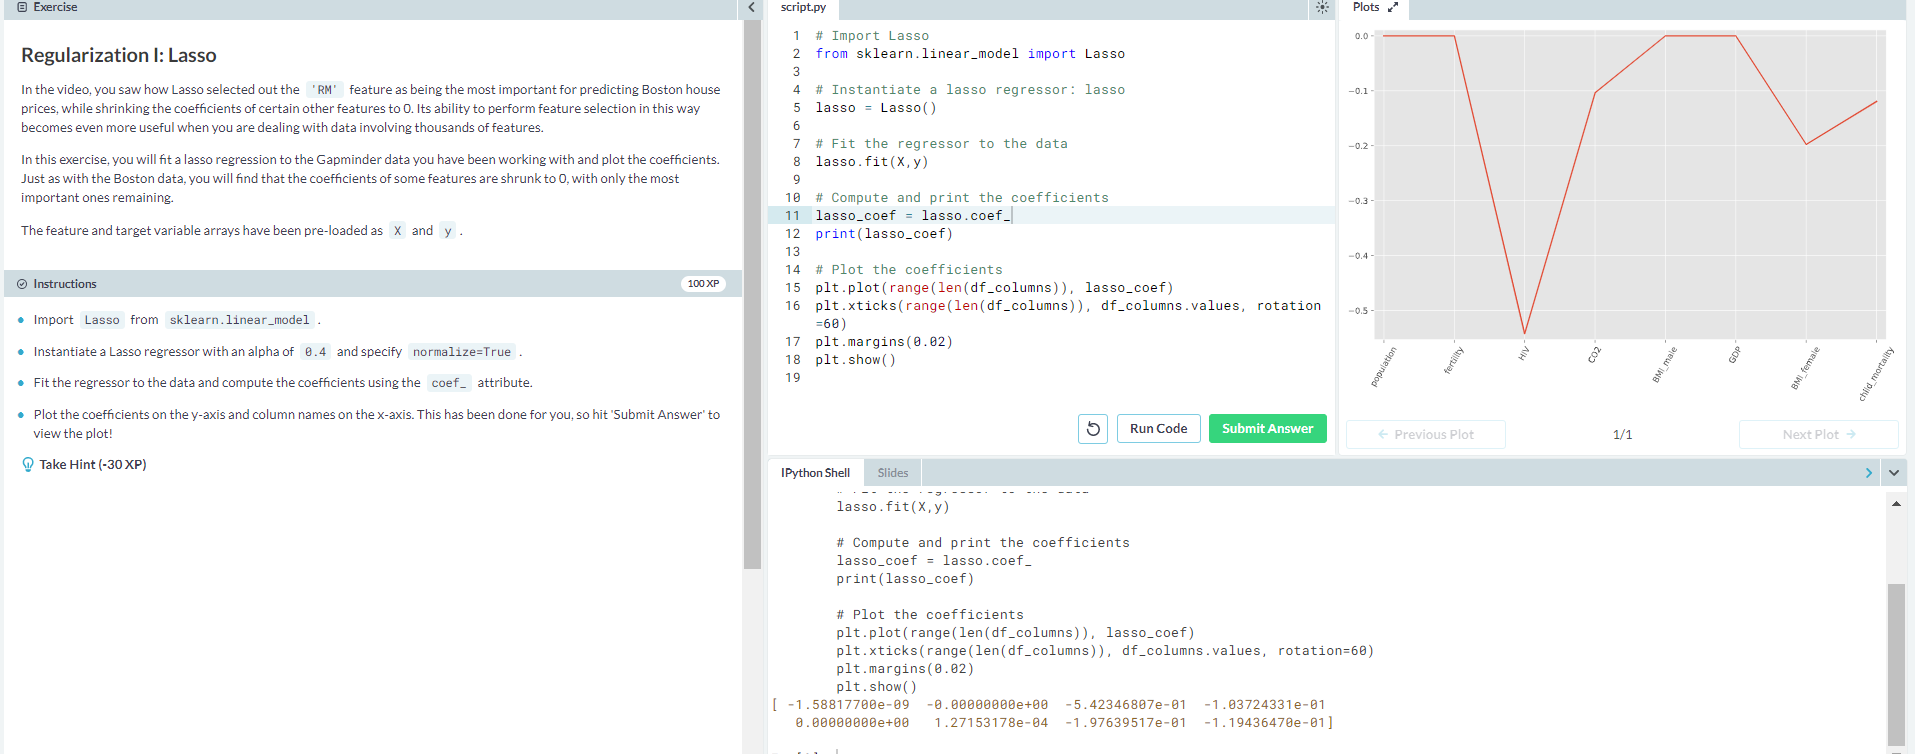 Exercise
Regularization I: Lasso
In the video, you saw how Lasso selected out the 'RM' feature as being the most important for predicting Boston house
prices, while shrinking the coefficients of certain other features to 0. Its ability to perform feature selection in this way
becomes even more useful when you are dealing with data involving thousands of features.
In this exercise, you will fit a lasso regression to the Gapminder data you have been working with and plot the coefficients.
Just as with the Boston data, you will find that the coefficients of some features are shrunk to 0, with only the most
important ones remaining.
The feature and target variable arrays have been pre-loaded as X and y .
Instructions
100 XP
Import Lasso from sklearn.linear_model .
Instantiate a Lasso regressor with an alpha of 0.4 and specify normalize=True .
Fit the regressor to the data and compute the coefficients using the coef_ attribute.
Plot the coefficients on the y-axis and column names on the x-axis. This has been done for you, so hit 'Submit Answer' to
view the plot!
Take Hint (-30 XP)
script.py
1 # Import Lasso
2 from sklearn.linear_model import Lasso
3
4 # Instantiate a lasso regressor: lasso
5 lasso = Lasso()
6
7 # Fit the regressor to the data
8 lasso.fit(X,y)
9
10 # Compute and print the coefficients
11 lasso_coef = lasso.coef_
12 print(lasso_coef)
13
14 # Plot the coefficients
15 plt.plot(range(len(df_columns)), lasso_coef)
16 plt.xticks(range(len(df_columns)), df_columns.values, rotation
=60)
17 plt.margins(0.02)
18 plt.show()
19
Run Code
Submit Answer
Plots
0.0
−0.1
−0.2
−0.3
−0.4
−0.5
population
fertility
HIV
CO2
BMI_male
GDP
BMI_female
child_mortality
← Previous Plot
1/1
Next Plot →
IPython Shell
Slides
lasso.fit(X,y)
# Compute and print the coefficients
lasso_coef = lasso.coef_
print(lasso_coef)
# Plot the coefficients
plt.plot(range(len(df_columns)), lasso_coef)
plt.xticks(range(len(df_columns)), df_columns.values, rotation=60)
plt.margins(0.02)
plt.show()
[ -1.58817700e-09 -0.00000000e+00 -5.42346807e-01 -1.03724331e-01
0.00000000e+00 1.27153178e-04 -1.97639517e-01 -1.19436470e-01]